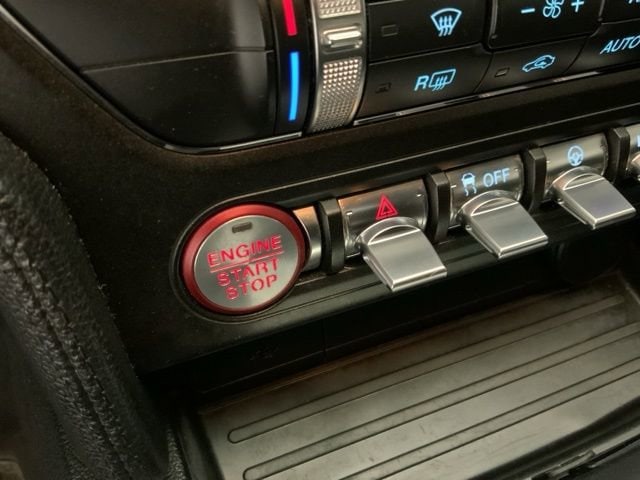 - +
R
AUTO
OFF
ENGINE
START
STOP